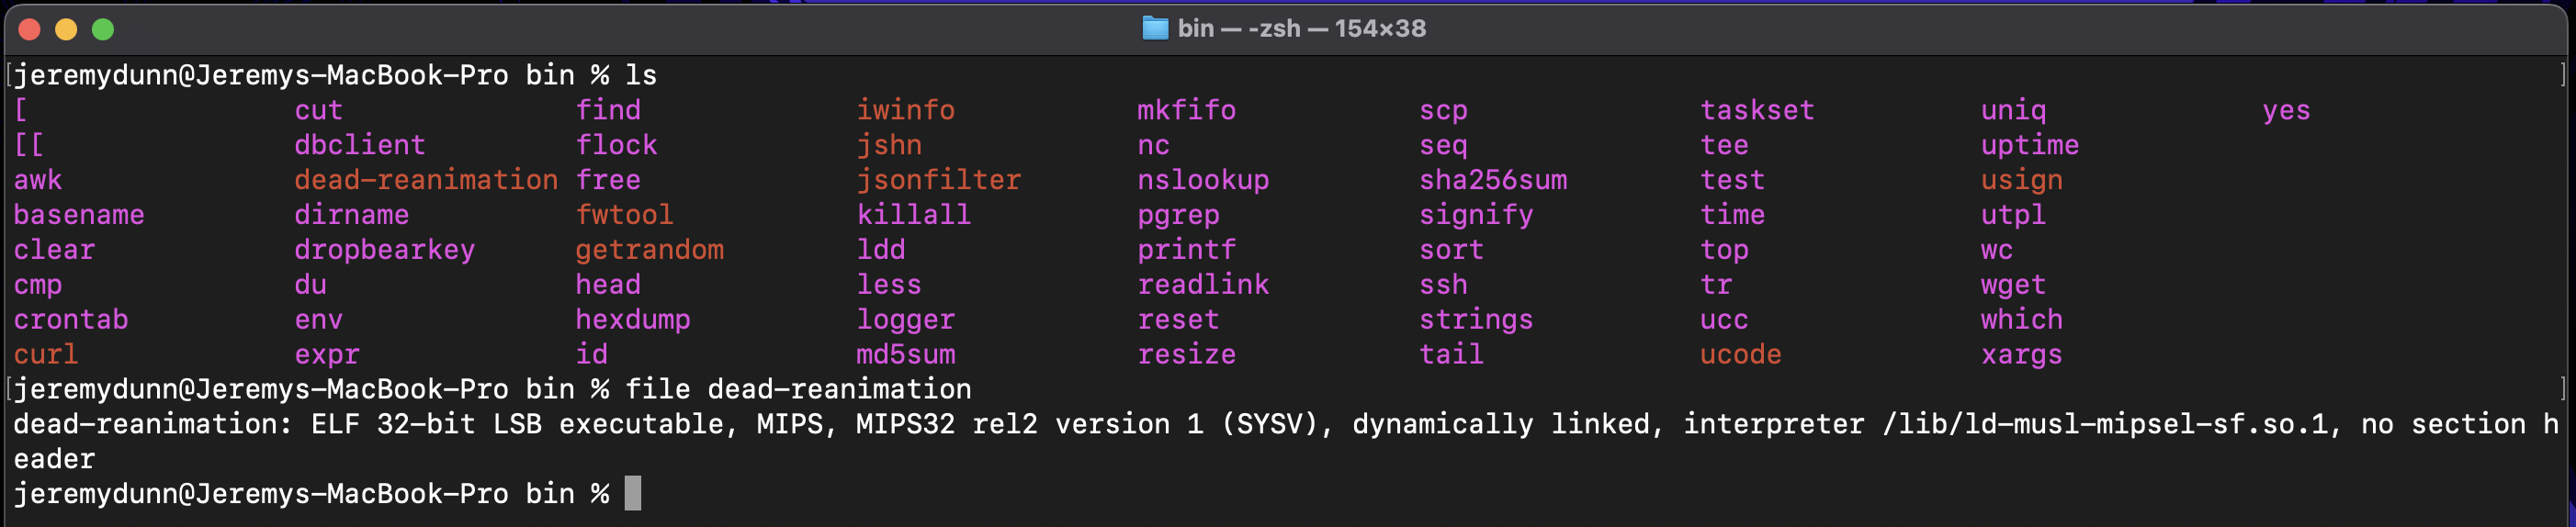 bin — -zsh — 154×38
[jeremydunn@Jeremys-MacBook-Pro bin % ls ]
[ cut find iwinfo mkfifo scp taskset uniq yes
[[ dbclient flock jshn nc seq tee uptime
awk dead-reanimation free jsonfilter nslookup sha256sum test usign
basename dirname fwtool killall pgrep signify time utpl
clear dropbearkey getrandom ldd printf sort top wc
cmp du head less readlink ssh tr wget
crontab env hexdump logger reset strings ucc which
curl expr id md5sum resize tail ucode xargs
[jeremydunn@Jeremys-MacBook-Pro bin % file dead-reanimation ]
dead-reanimation: ELF 32-bit LSB executable, MIPS, MIPS32 rel2 version 1 (SYSV), dynamically linked, interpreter /lib/ld-musl-mipsel-sf.so.1, no section h
eader
jeremydunn@Jeremys-MacBook-Pro bin %